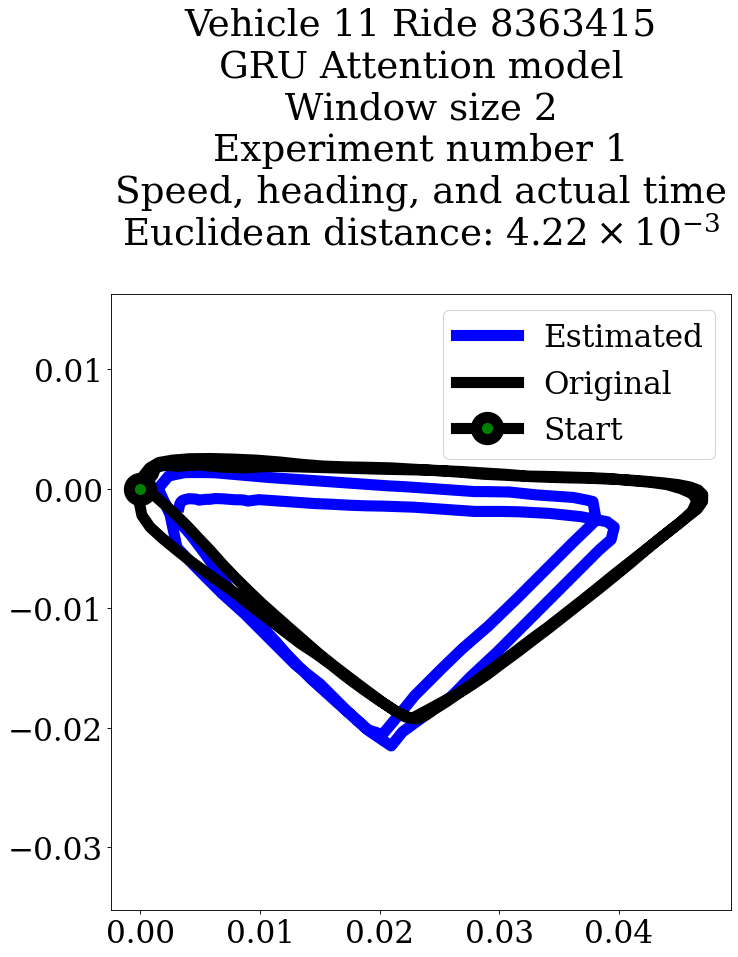 Vehicle 11 Ride 8363415
GRU Attention model
Window size 2
Experiment number 1
Speed, heading, and actual time
Euclidean distance: 4.22 × 10⁻³
Estimated
Original
Start
0.01
0.00
−0.01
−0.02
−0.03
0.00 0.01 0.02 0.03 0.04